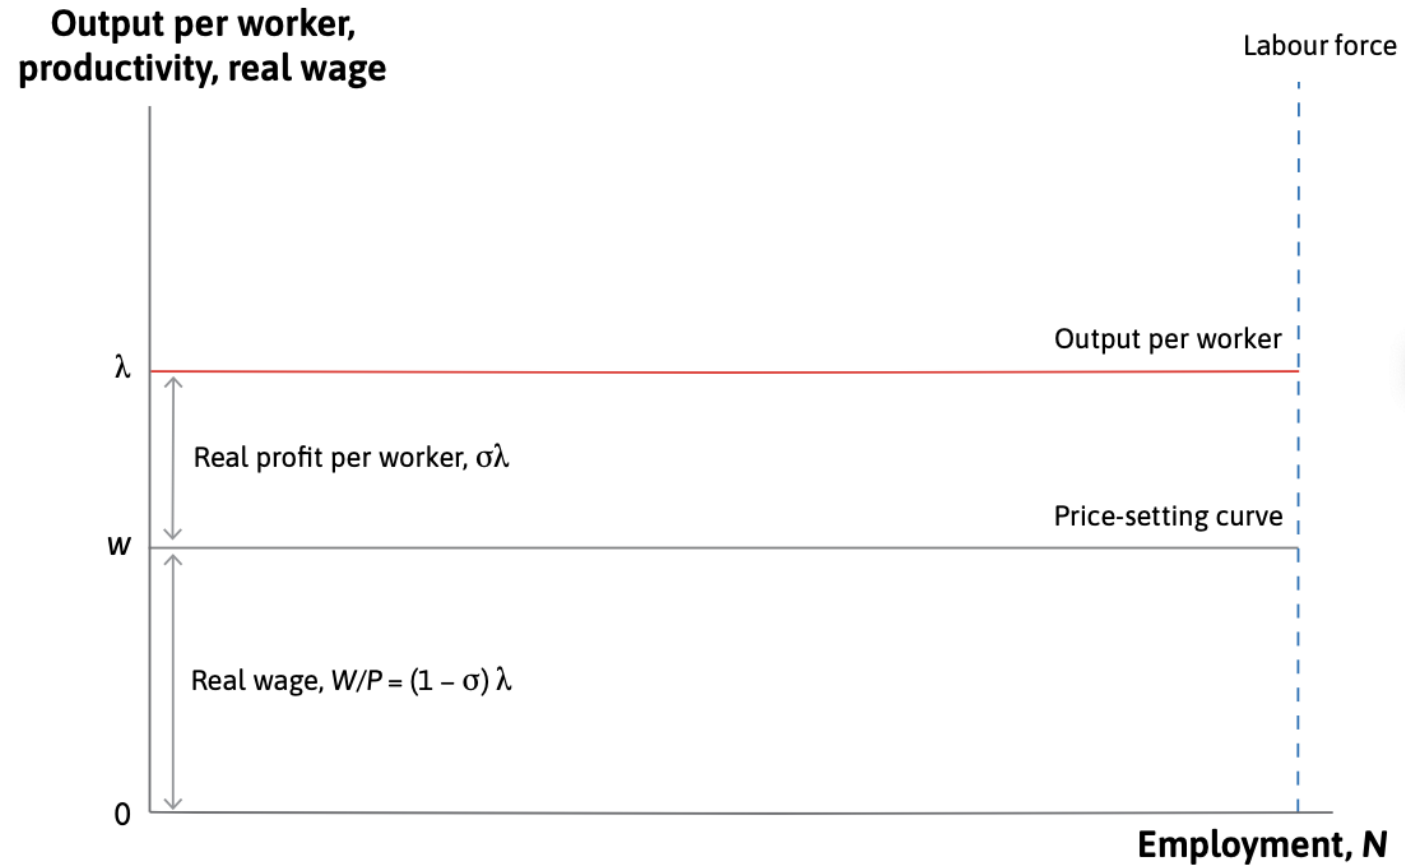 Output per worker,
productivity, real wage
Labour force
Output per worker
λ
Real profit per worker, σλ
Price-setting curve
w
Real wage, W/P = (1 – σ) λ
0
Employment, N